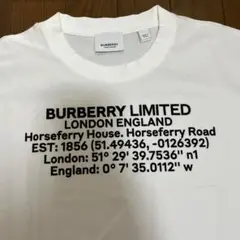 BURBERRY
BURBERRY LIMITED
LONDON ENGLAND
Horseferry House. Horseferry Road
EST: 1856 (51.49436, -0126392)
London: 51° 29' 39.7536'' n1
England: 0° 7' 35.0112'' w